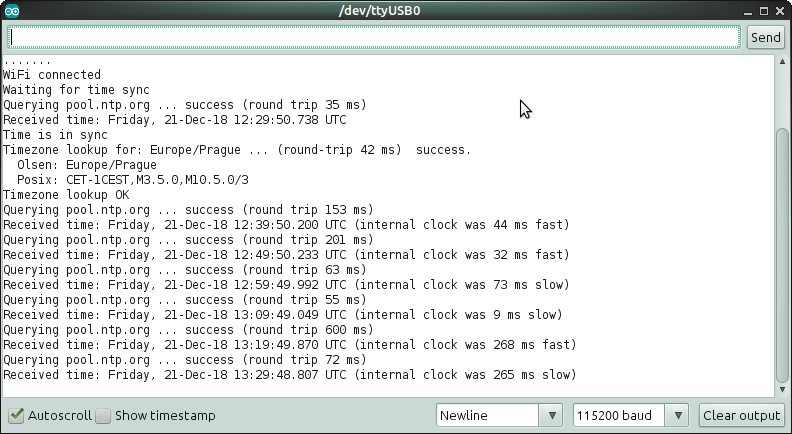 /dev/ttyUSB0
Send
.......
WiFi connected
Waiting for time sync
Querying pool.ntp.org ... success (round trip 35 ms)
Received time: Friday, 21-Dec-18 12:29:50.738 UTC
Time is in sync
Timezone lookup for: Europe/Prague ... (round-trip 42 ms)  success.
  Olsen: Europe/Prague
  Posix: CET-1CEST,M3.5.0,M10.5.0/3
Timezone lookup OK
Querying pool.ntp.org ... success (round trip 153 ms)
Received time: Friday, 21-Dec-18 12:39:50.200 UTC (internal clock was 44 ms fast)
Querying pool.ntp.org ... success (round trip 201 ms)
Received time: Friday, 21-Dec-18 12:49:50.233 UTC (internal clock was 32 ms fast)
Querying pool.ntp.org ... success (round trip 63 ms)
Received time: Friday, 21-Dec-18 12:59:49.992 UTC (internal clock was 73 ms slow)
Querying pool.ntp.org ... success (round trip 55 ms)
Received time: Friday, 21-Dec-18 13:09:49.049 UTC (internal clock was 9 ms slow)
Querying pool.ntp.org ... success (round trip 600 ms)
Received time: Friday, 21-Dec-18 13:19:49.870 UTC (internal clock was 268 ms fast)
Querying pool.ntp.org ... success (round trip 72 ms)
Received time: Friday, 21-Dec-18 13:29:48.807 UTC (internal clock was 265 ms slow)
Autoscroll Show timestamp Newline 115200 baud Clear output